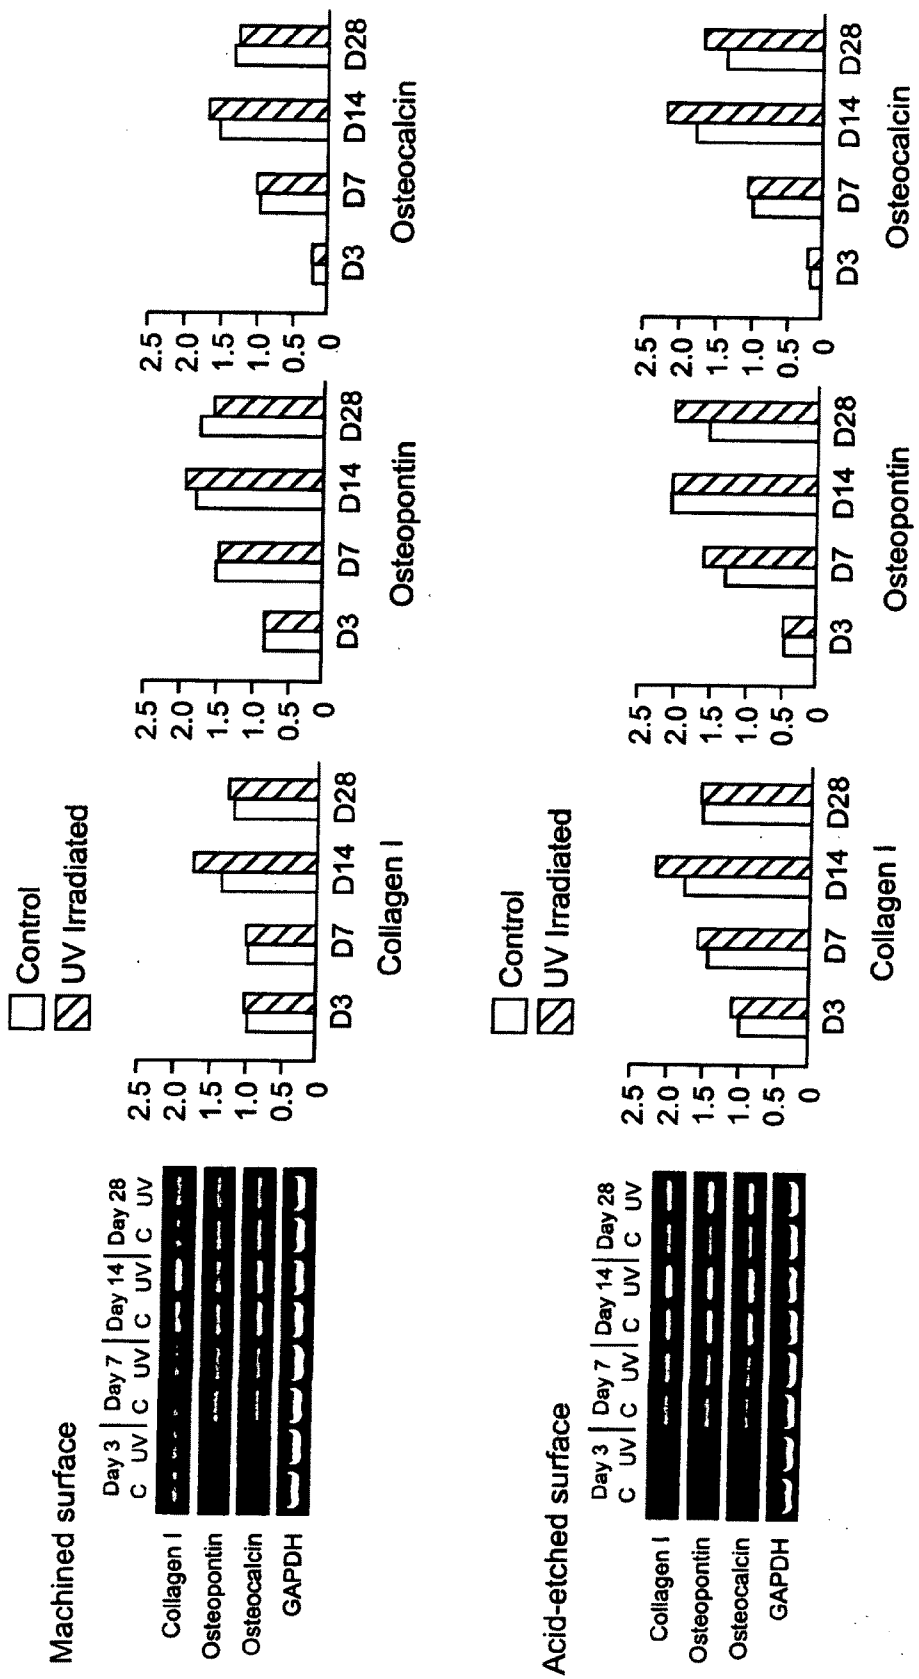 Machined surface
Day 3 | Day 7 | Day 14 | Day 28
C UV | C UV | C UV | C UV
Collagen I
Osteopontin
Osteocalcin
GAPDH
Control
UV Irradiated
2.5
2.0
1.5
1.0
0.5
0
D3 D7 D14 D28
Collagen I
2.5
2.0
1.5
1.0
0.5
0
D3 D7 D14 D28
Osteopontin
2.5
2.0
1.5
1.0
0.5
0
D3 D7 D14 D28
Osteocalcin
Acid-etched surface
Day 3 | Day 7 | Day 14 | Day 28
C UV | C UV | C UV | C UV
Collagen I
Osteopontin
Osteocalcin
GAPDH
Control
UV Irradiated
2.5
2.0
1.5
1.0
0.5
0
D3 D7 D14 D28
Collagen I
2.5
2.0
1.5
1.0
0.5
0
D3 D7 D14 D28
Osteopontin
2.5
2.0
1.5
1.0
0.5
0
D3 D7 D14 D28
Osteocalcin